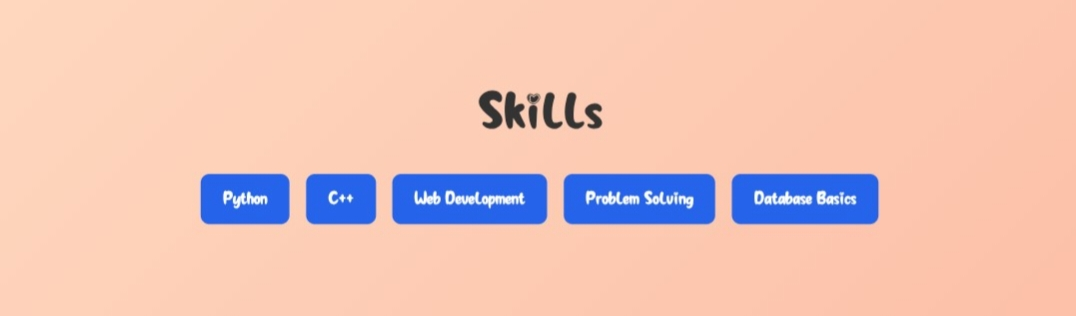 Skills
Python C++ Web Development Problem Solving Database Basics